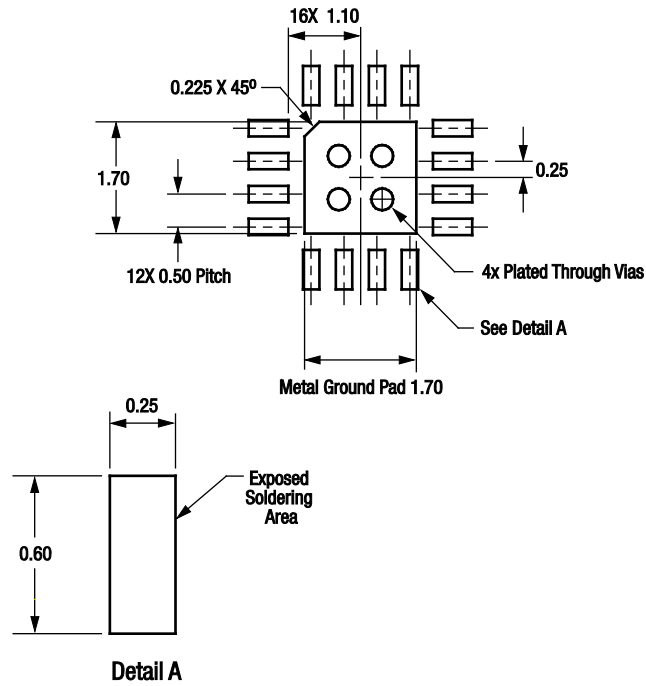 16X 1.10
0.225 X 45º
0.25
1.70
12X 0.50 Pitch
4x Plated Through Vias
See Detail A
Metal Ground Pad 1.70
0.25
Exposed
Soldering
Area
0.60
Detail A